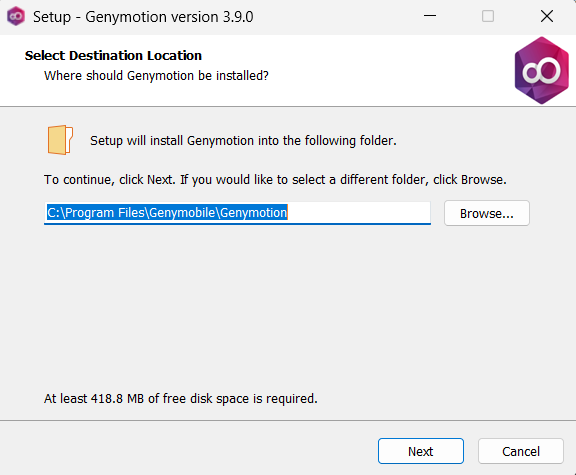 Setup - Genymotion version 3.9.0
Select Destination Location
Where should Genymotion be installed?
Setup will install Genymotion into the following folder.
To continue, click Next. If you would like to select a different folder, click Browse.
C:\Program Files\Genymobile\Genymotion
Browse...
At least 418.8 MB of free disk space is required.
Next
Cancel